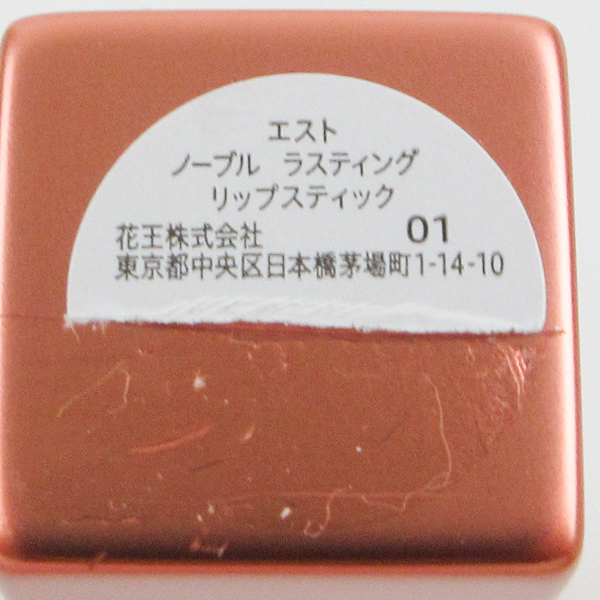 エスト
ノーブル ラスティング
リップスティック
花王株式会社 01
東京都中央区日本橋茅場町1-14-10